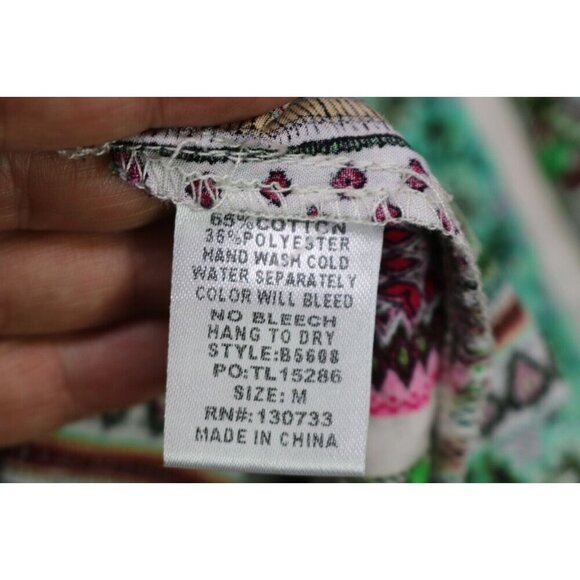 65% COTTON
35% POLYESTER
HAND WASH COLD
WATER SEPARATELY
COLOR WILL BLEED
NO BLEECH
HANG TO DRY
STYLE:B5608
PO:TL15286
SIZE: M
RN#: 130733
MADE IN CHINA